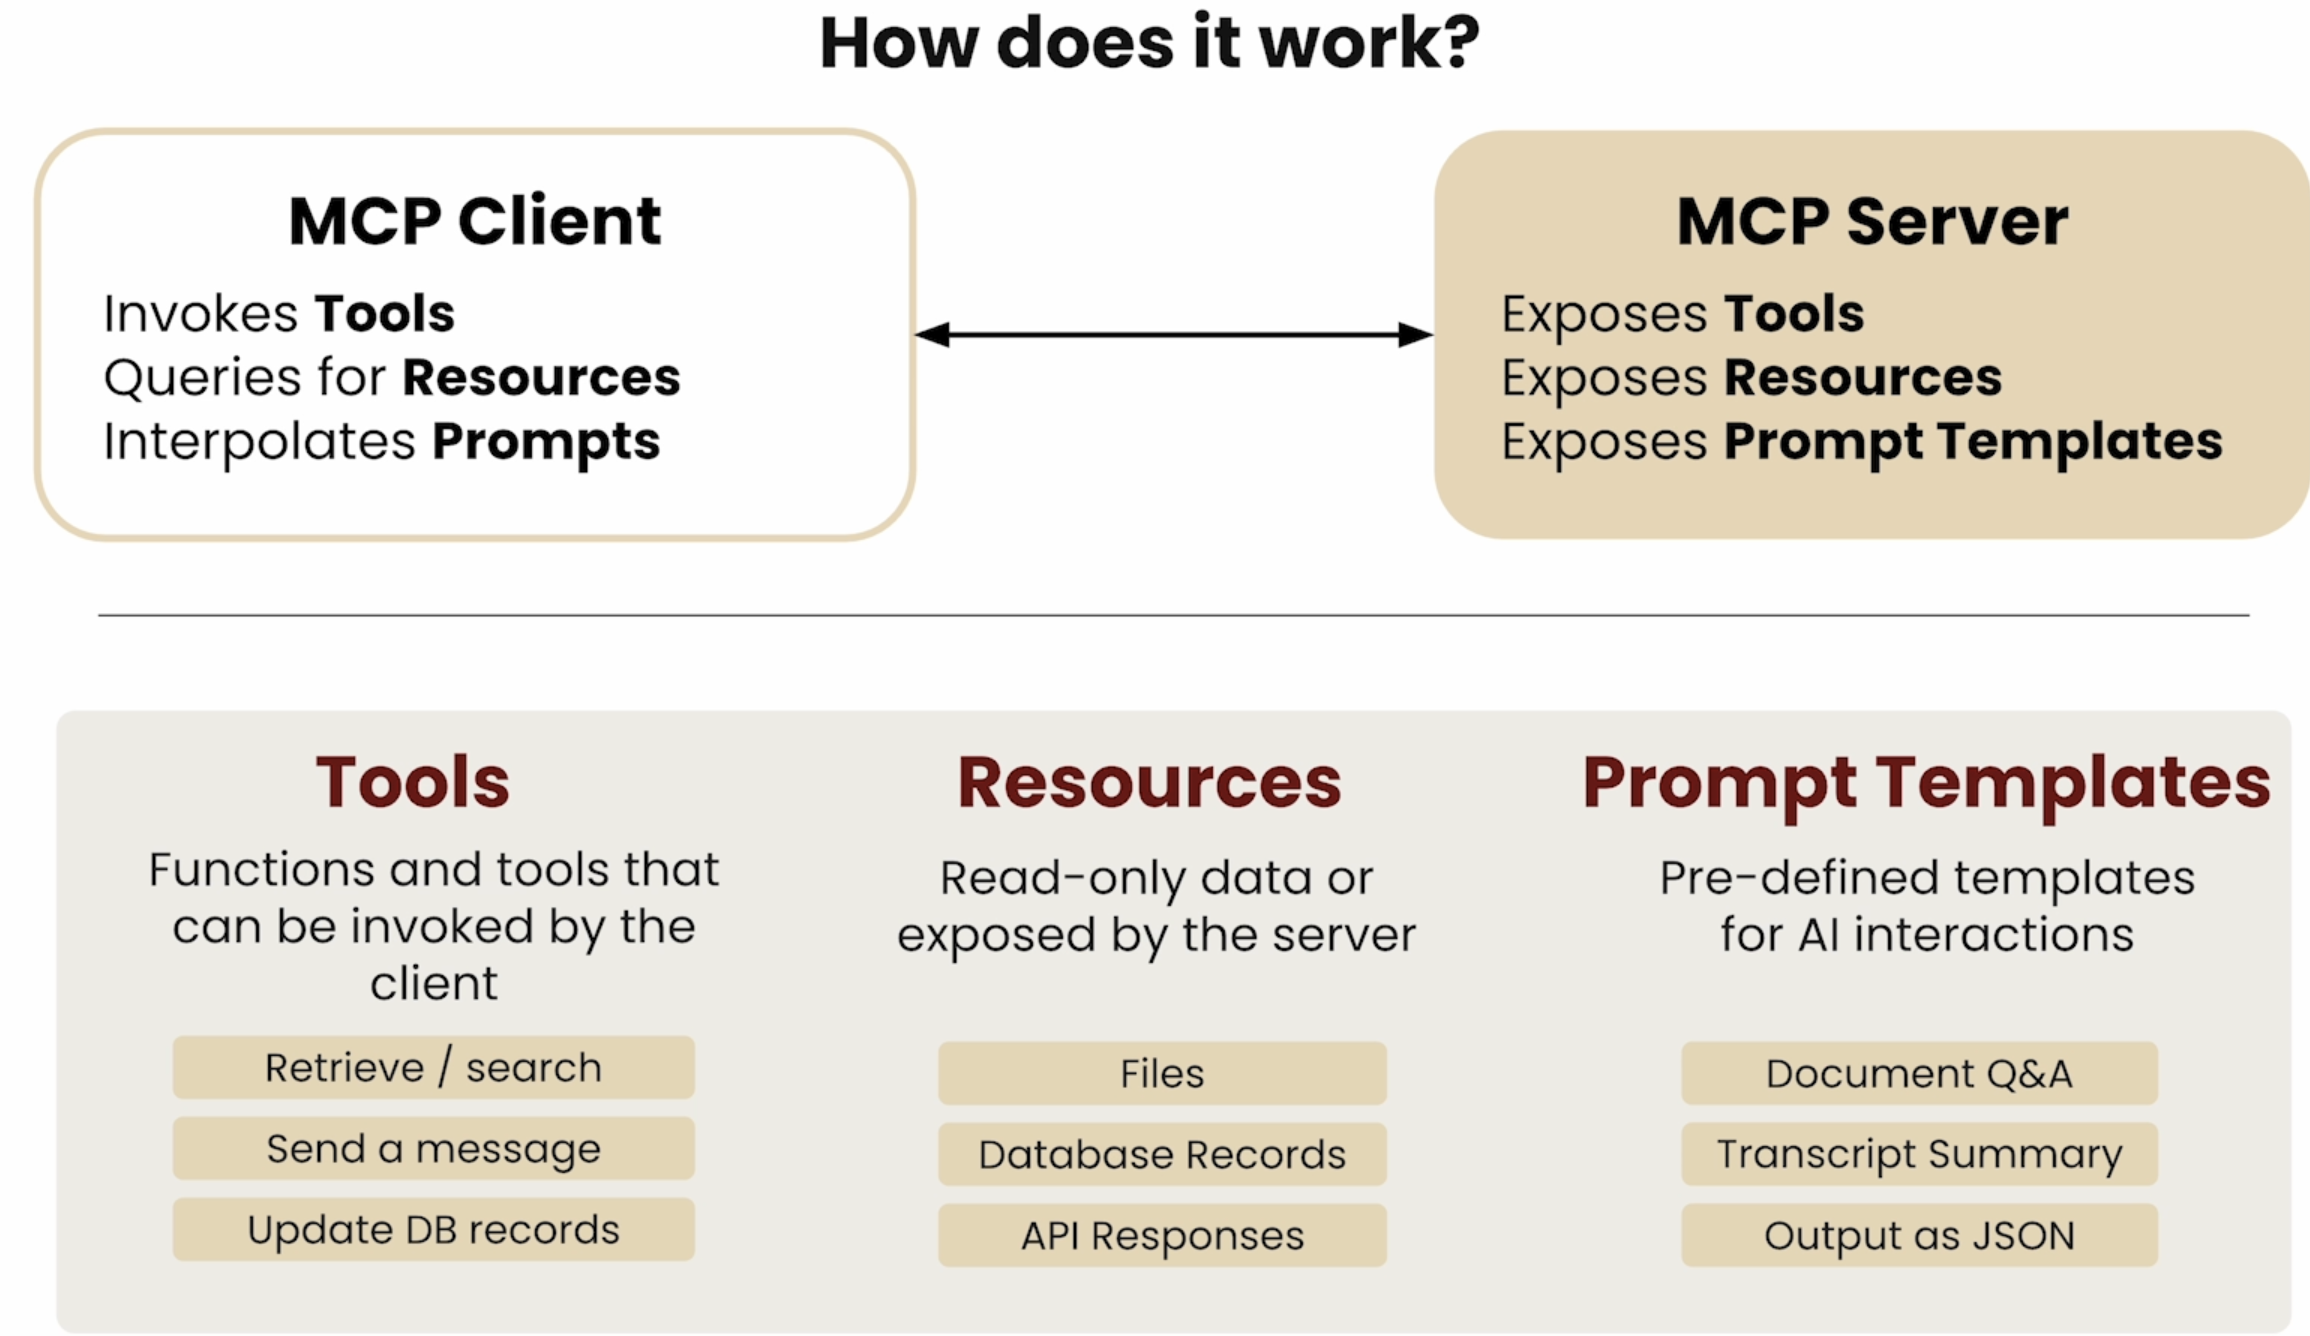 How does it work?
MCP Client
Invokes Tools
Queries for Resources
Interpolates Prompts
MCP Server
Exposes Tools
Exposes Resources
Exposes Prompt Templates
Tools
Functions and tools that
can be invoked by the
client
Retrieve / search
Send a message
Update DB records
Resources
Read-only data or
exposed by the server
Files
Database Records
API Responses
Prompt Templates
Pre-defined templates
for AI interactions
Document Q&A
Transcript Summary
Output as JSON